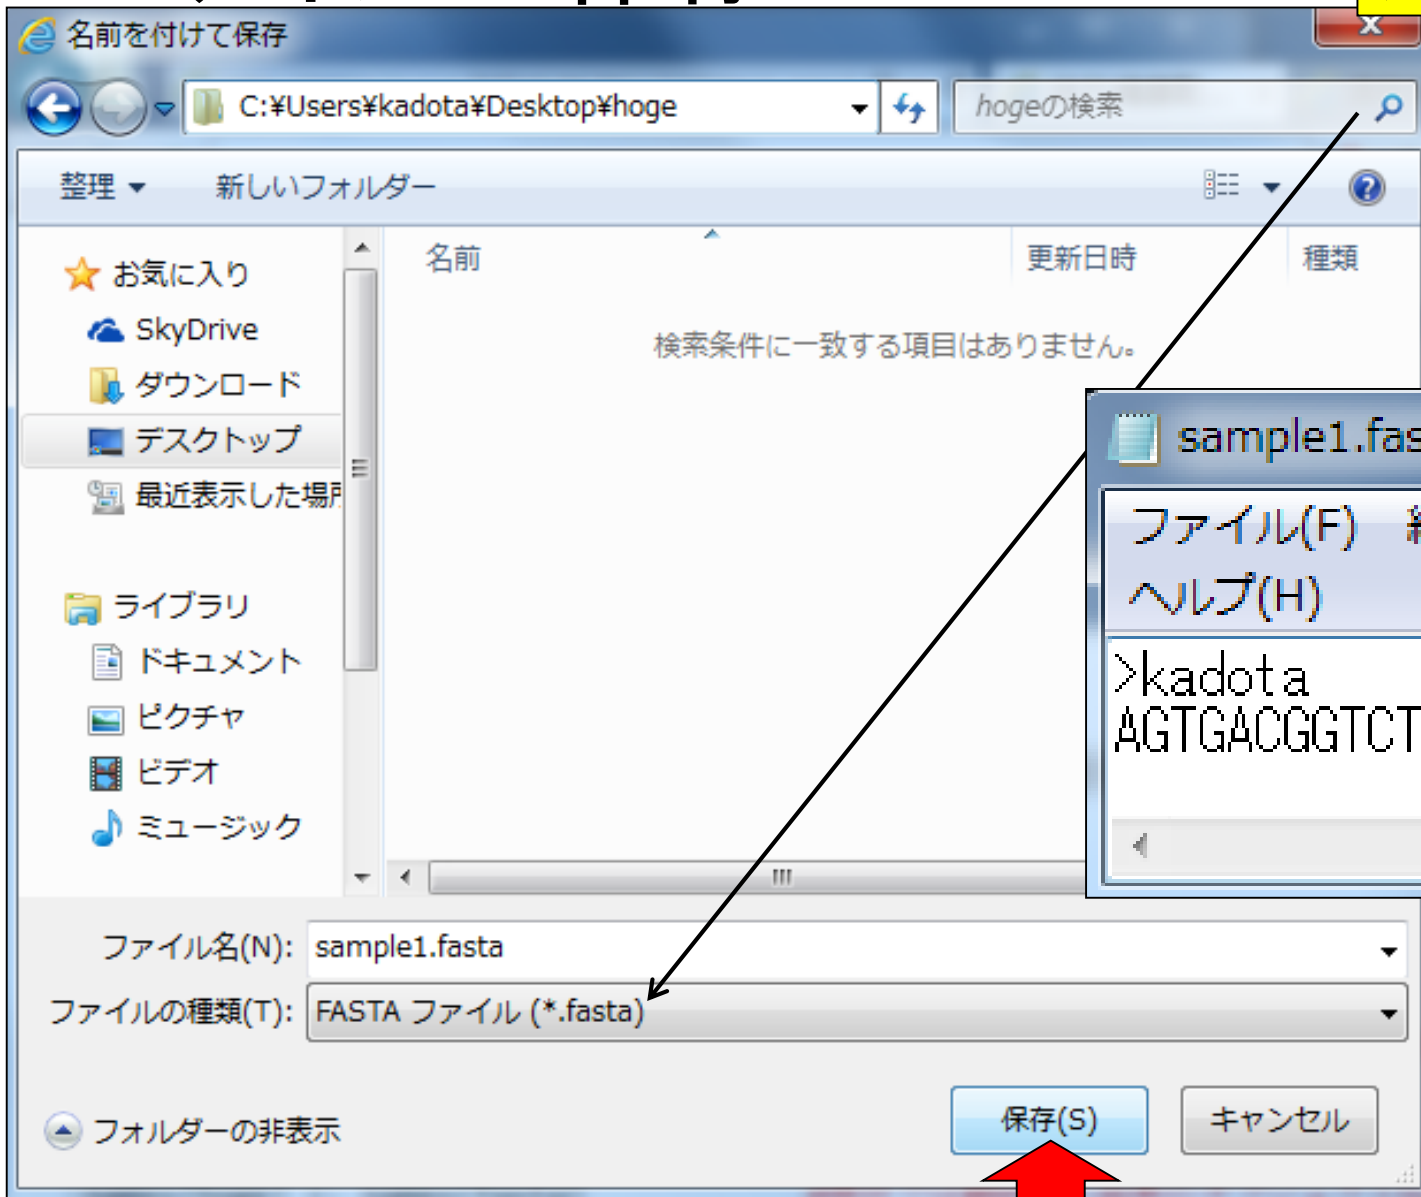 名前を付けて保存
C:¥Users¥kadota¥Desktop¥hoge
hogeの検索
整理
新しいフォルダー
名前
更新日時
種類
検索条件に一致する項目はありません。
お気に入り
SkyDrive
ダウンロード
デスクトップ
最近表示した場所
ライブラリ
ドキュメント
ピクチャ
ビデオ
ミュージック
sample1.fas
ファイル(F)
ヘルプ(H)
>kadota
AGTGACGGTCT
ファイル名(N): sample1.fasta
ファイルの種類(T): FASTA ファイル (*.fasta)
フォルダーの非表示
保存(S)
キャンセル